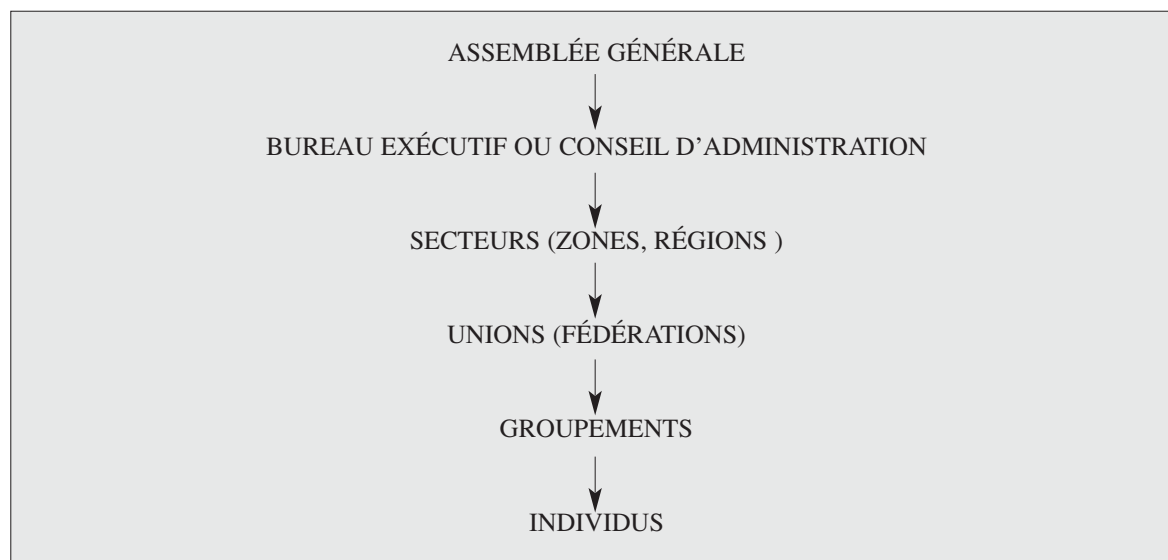 ASSEMBLÉE GÉNÉRALE
BUREAU EXÉCUTIF OU CONSEIL D’ADMINISTRATION
SECTEURS (ZONES, RÉGIONS )
UNIONS (FÉDÉRATIONS)
GROUPEMENTS
INDIVIDUS